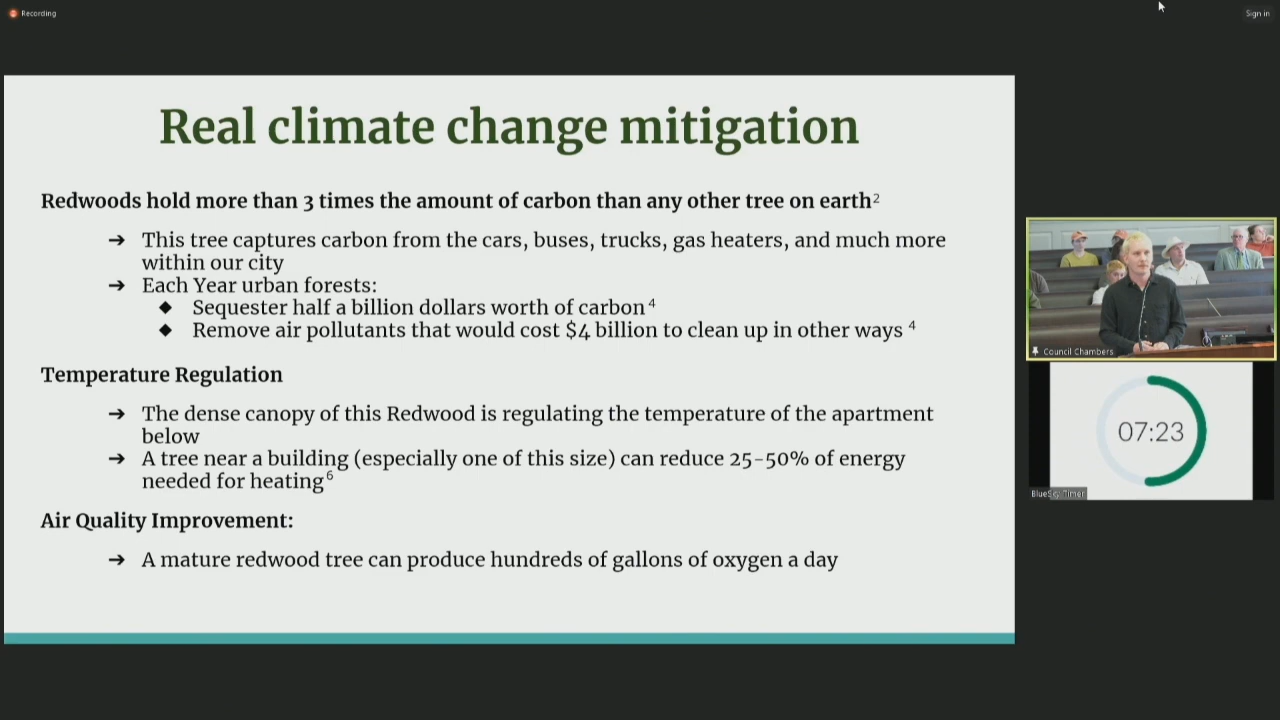 Recording
Sign in
Real climate change mitigation
Redwoods hold more than 3 times the amount of carbon than any other tree on earth²
➔ This tree captures carbon from the cars, buses, trucks, gas heaters, and much more
within our city
➔ Each Year urban forests:
◆ Sequester half a billion dollars worth of carbon⁴
◆ Remove air pollutants that would cost $4 billion to clean up in other ways ⁴
Temperature Regulation
➔ The dense canopy of this Redwood is regulating the temperature of the apartment
below
➔ A tree near a building (especially one of this size) can reduce 25-50% of energy
needed for heating⁶
Air Quality Improvement:
➔ A mature redwood tree can produce hundreds of gallons of oxygen a day
Council Chambers
07:23
BlueSky Timer